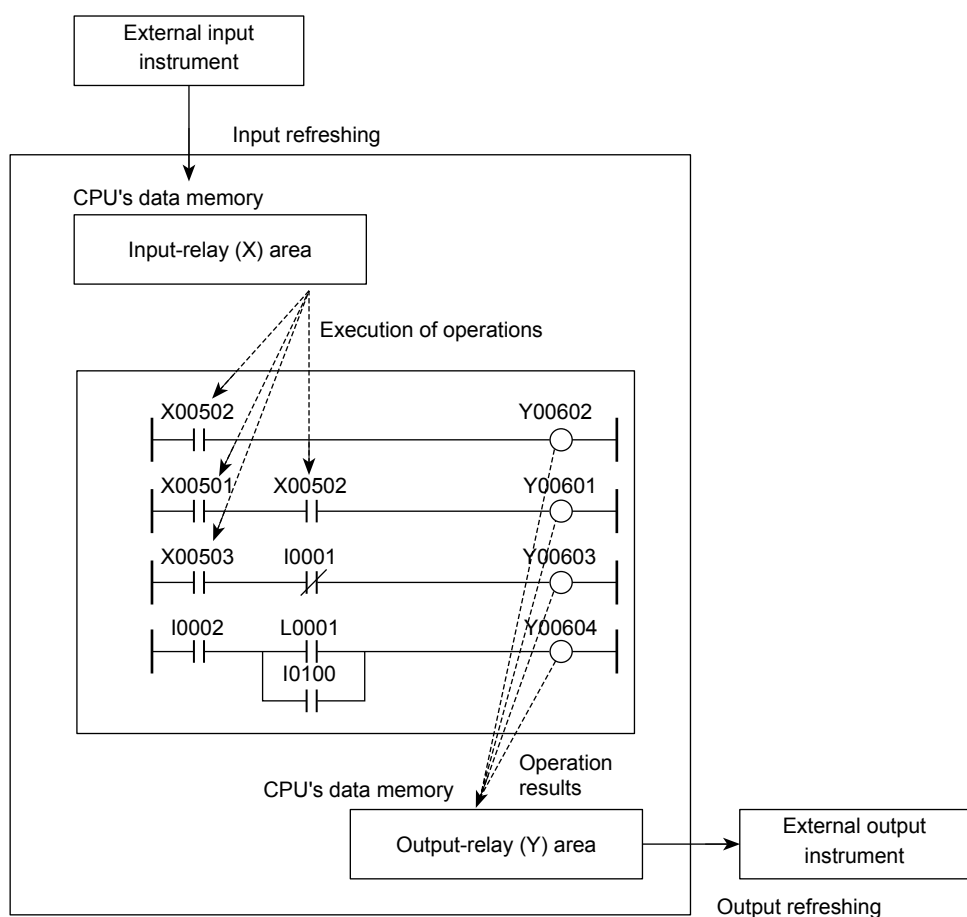 External input
instrument
Input refreshing
CPU's data memory
Input-relay (X) area
Execution of operations
X00502 Y00602
X00501 X00502 Y00601
X00503 I0001 Y00603
I0002 L0001 Y00604
I0100
Operation
results
CPU's data memory
Output-relay (Y) area
External output
instrument
Output refreshing